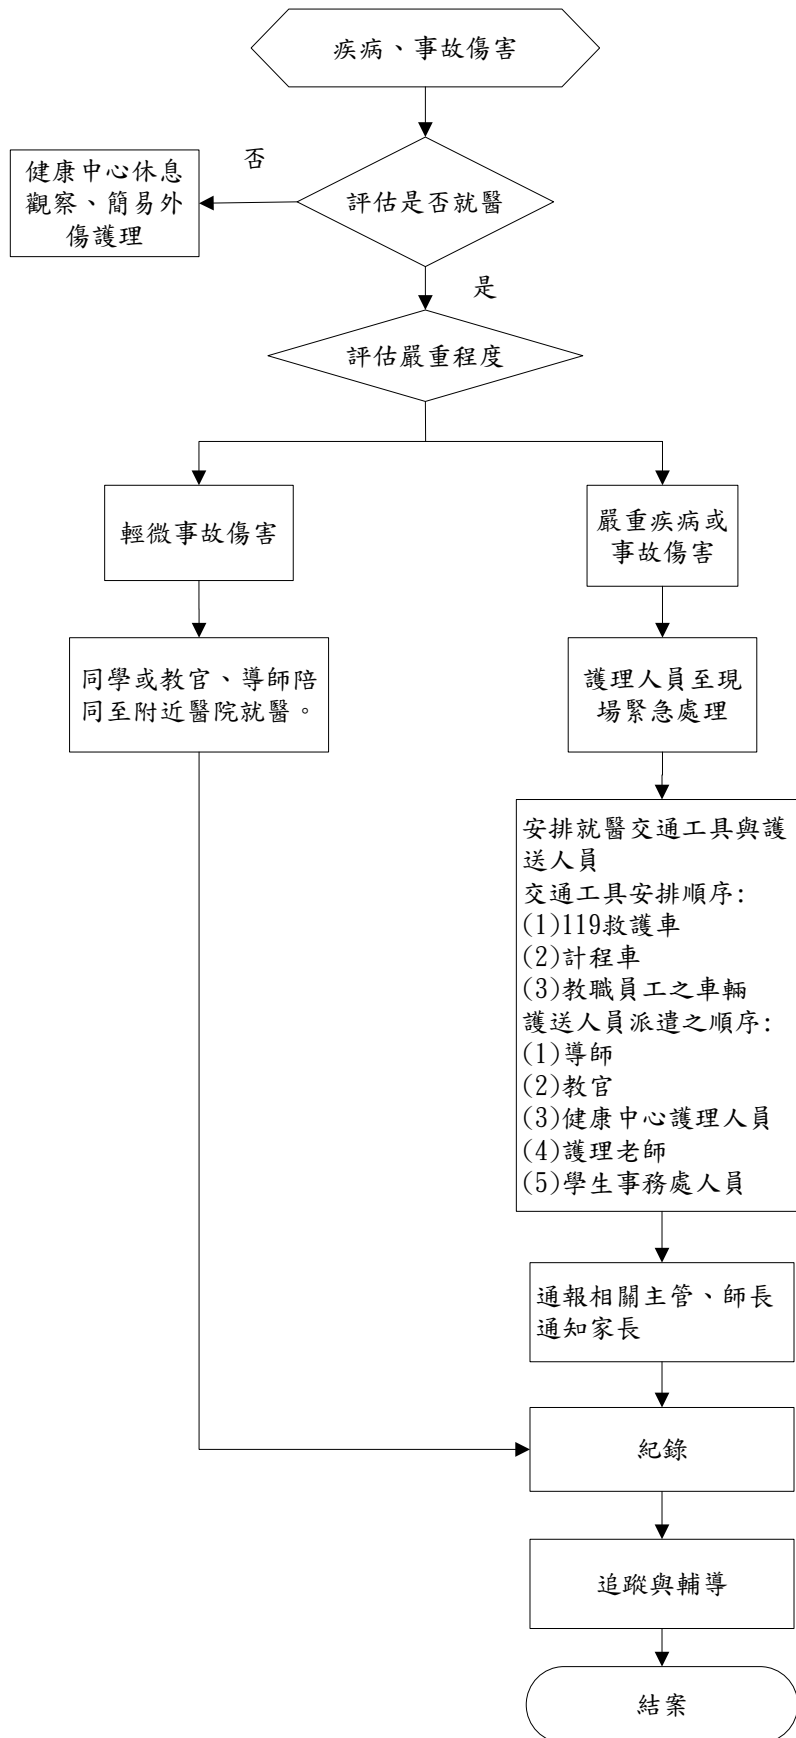 疾病、事故傷害
否
健康中心休息
觀察、簡易外
傷護理
評估是否就醫
是
評估嚴重程度
輕微事故傷害
嚴重疾病或
事故傷害
同學或教官、導師陪
同至附近醫院就醫。
護理人員至現
場緊急處理
安排就醫交通工具與護
送人員
交通工具安排順序:
(1)119救護車
(2)計程車
(3)教職員工之車輛
護送人員派遣之順序:
(1)導師
(2)教官
(3)健康中心護理人員
(4)護理老師
(5)學生事務處人員
通報相關主管、師長
通知家長
紀錄
追蹤與輔導
結案